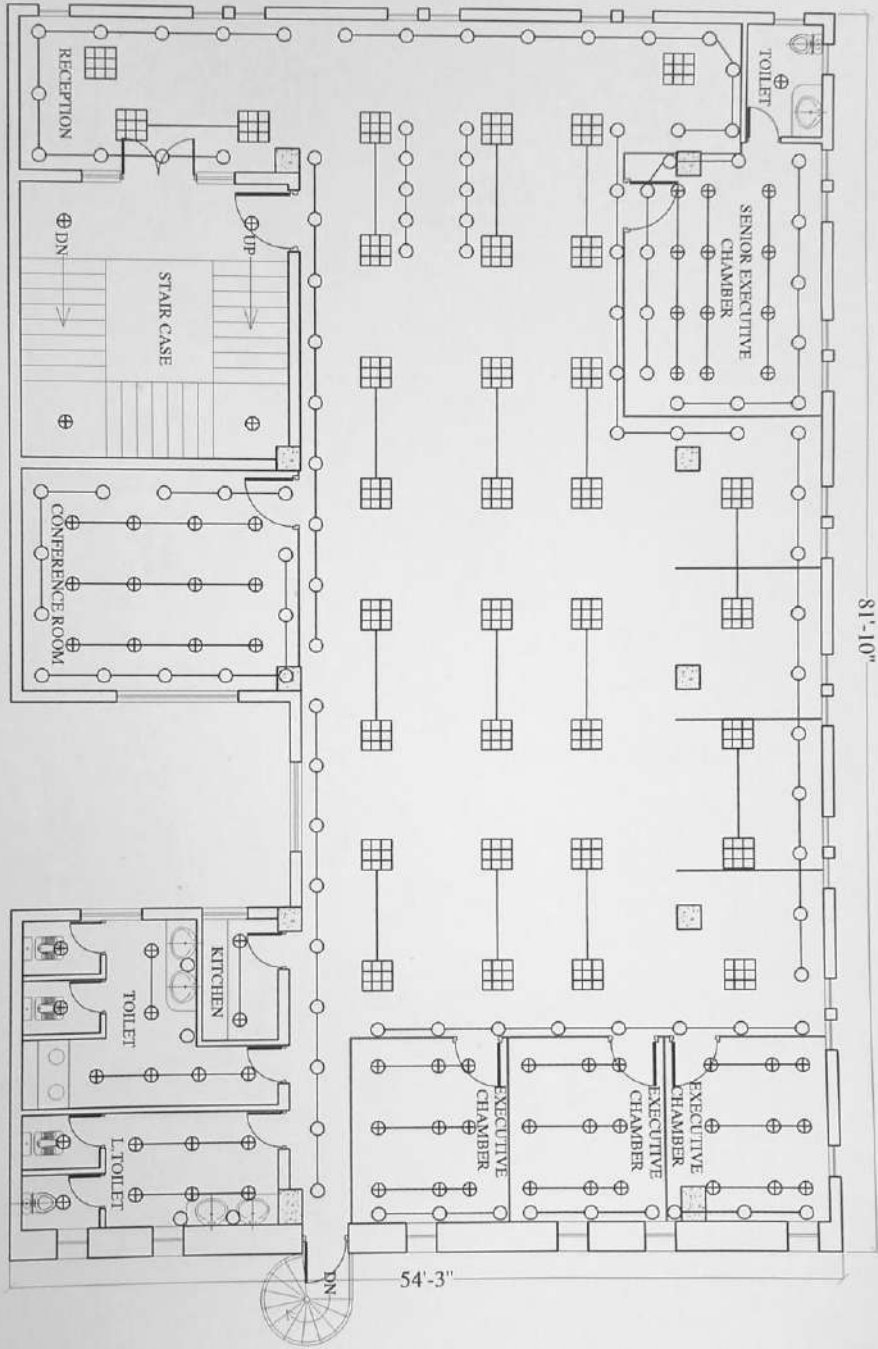 RECEPTION
TOILET
SENIOR EXECUTIVE
CHAMBER
DN
UP
STAIR CASE
CONFERENCE ROOM
81'-10"
KITCHEN
TOILET
L.TOILET
EXECUTIVE
CHAMBER
EXECUTIVE
CHAMBER
EXECUTIVE
CHAMBER
DN
54'-3"